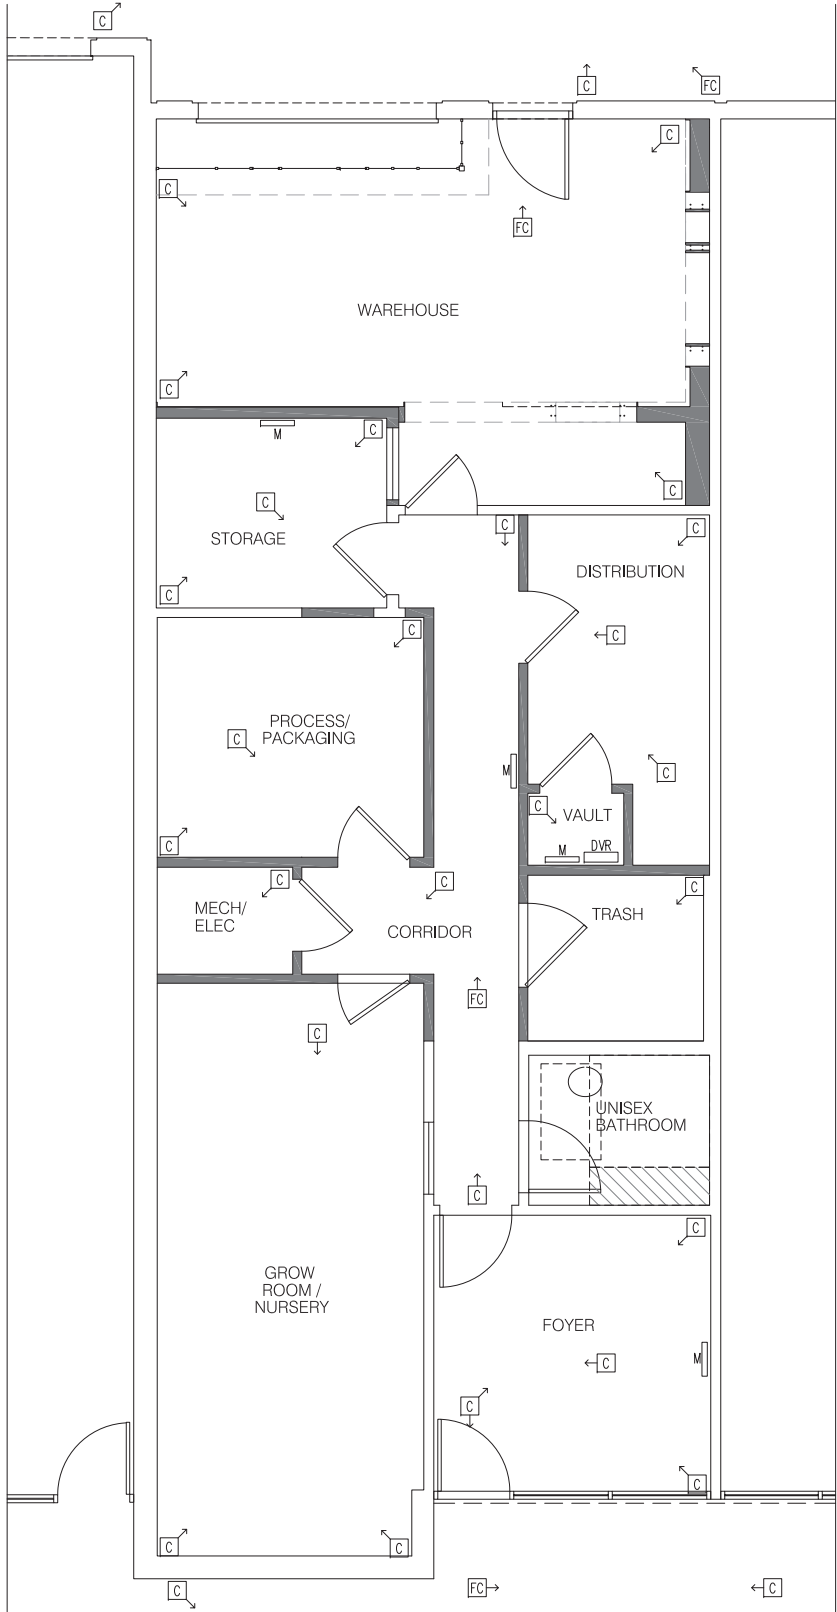 C
C
FC
C
C
FC
WAREHOUSE
C
M
C
C
C
C
C
STORAGE
DISTRIBUTION
C
C
C
PROCESS/
PACKAGING
C
M
C
C
VAULT
M
DVR
C
C
C
C
MECH/
ELEC
TRASH
CORRIDOR
FC
C
UNISEX
BATHROOM
C
C
GROW
ROOM /
NURSERY
FOYER
M
C
C
C
C
C
C
FC
C